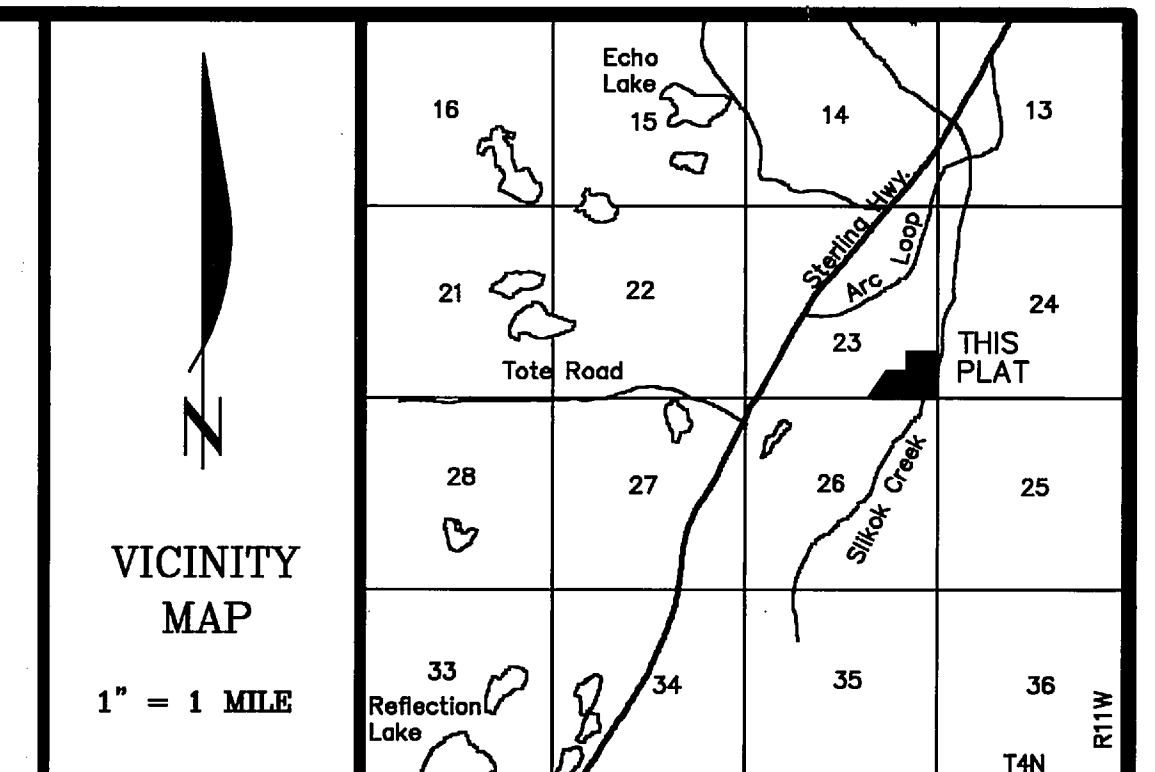 N
VICINITY
MAP
1" = 1 MILE
Echo
Lake
16
15
14
13
Sterling Hwy.
Arc Loop
21
22
23
24
THIS
PLAT
Tote Road
28
27
26
25
Slikok Creek
33
34
35
36
Reflection
Lake
R11W
T4N